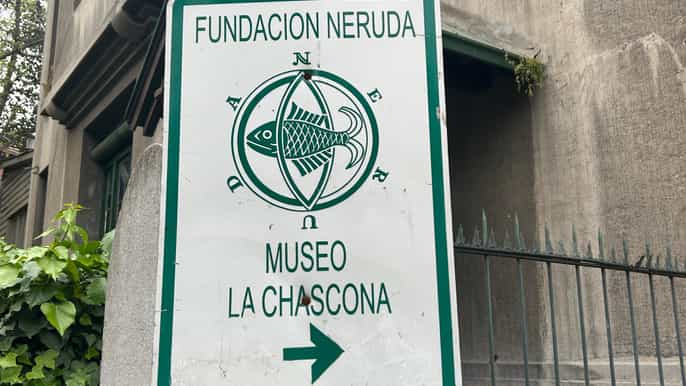 FUNDACION NERUDA
NERUDA
MUSEO
LA CHASCONA